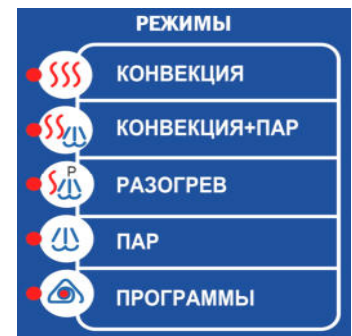 РЕЖИМЫ
КОНВЕКЦИЯ
КОНВЕКЦИЯ+ПАР
Р
РАЗОГРЕВ
ПАР
ПРОГРАММЫ